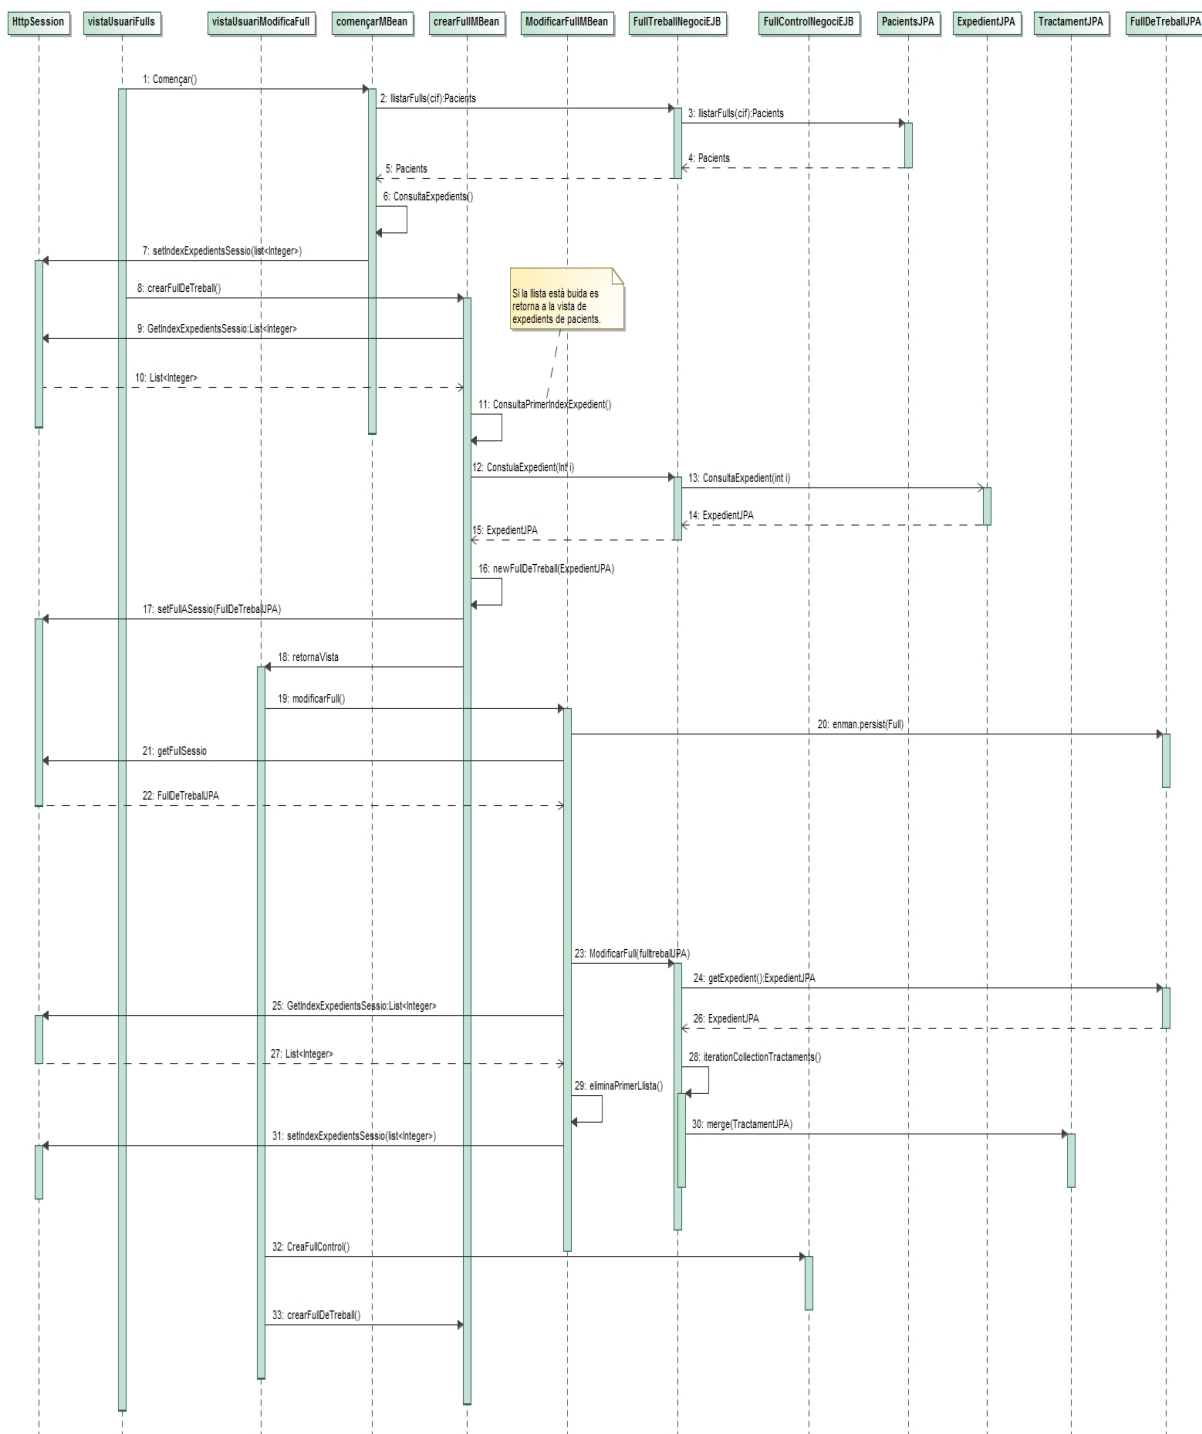 HttpSession
vistaUsuariFulls
vistaUsuariModificaFull
començarMBean
crearFullMBean
ModificarFullMBean
FullTreballNegociEJB
FullControlNegociEJB
PacientsJPA
ExpedientJPA
TractamentJPA
FullDeTreballJPA
1: Començar()
2: llistarFulls(cif):Pacients
3: llistarFulls(cif):Pacients
4: Pacients
5: Pacients
6: ConsultaExpedients()
7: setIndexExpedientsSessio(list<Integer>)
8: crearFullDeTreball()
Si la llista està buida es
retorna a la vista de
expedients de pacients.
9: GetIndexExpedientsSessio:List<Integer>
10: List<Integer>
11: ConsultaPrimerIndexExpedient()
12: ConstulaExpedient(Int i)
13: ConsultaExpedient(int i)
14: ExpedientJPA
15: ExpedientJPA
16: newFullDeTreball(ExpedientJPA)
17: setFullASessio(FullDeTreballJPA)
18: retornaVista
19: modificarFull()
20: enman.persist(Full)
21: getFullSessio
22: FullDeTreballJPA
23: ModificarFull(fulltreballJPA)
24: getExpedient():ExpedientJPA
25: GetIndexExpedientsSessio:List<Integer>
26: ExpedientJPA
27: List<Integer>
28: iterationCollectionTractaments()
29: eliminaPrimerLlista()
30: merge(TractamentJPA)
31: setIndexExpedientsSessio(list<Integer>)
32: CreaFullControl()
33: crearFullDeTreball()